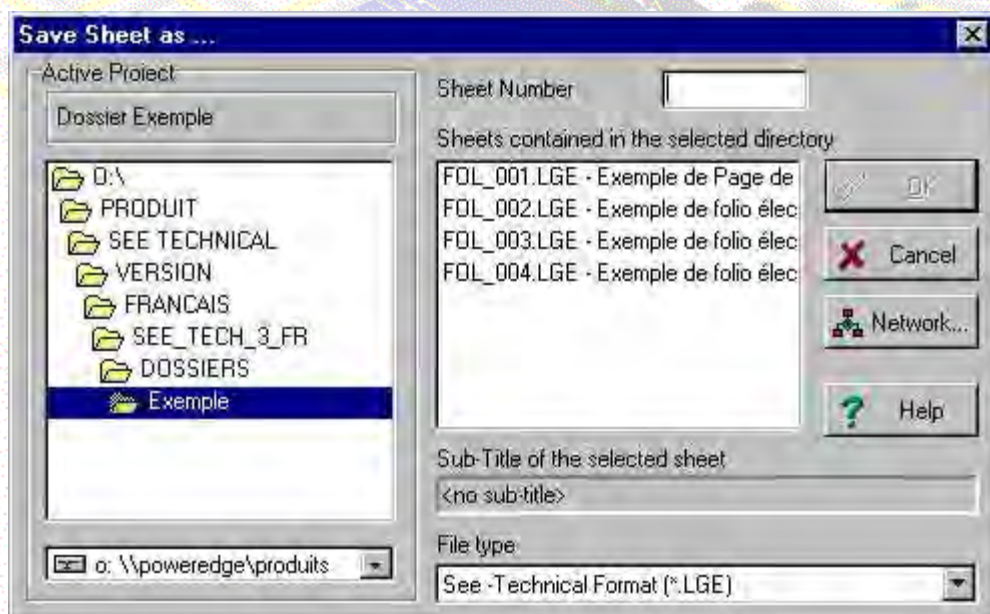 Save Sheet as ...
Active Project
Dossier Exemple
O:\
PRODUIT
SEE TECHNICAL
VERSION
FRANCAIS
SEE_TECH_3_FR
DOSSIERS
Exemple
o: \\poweredge\produits
Sheet Number
Sheets contained in the selected directory
FOL_001.LGE - Exemple de Page de
FOL_002.LGE - Exemple de folio élec
FOL_003.LGE - Exemple de folio élec
FOL_004.LGE - Exemple de folio élec
OK
Cancel
Network...
Help
Sub-Title of the selected sheet
<no sub-title>
File type
See -Technical Format (*.LGE)